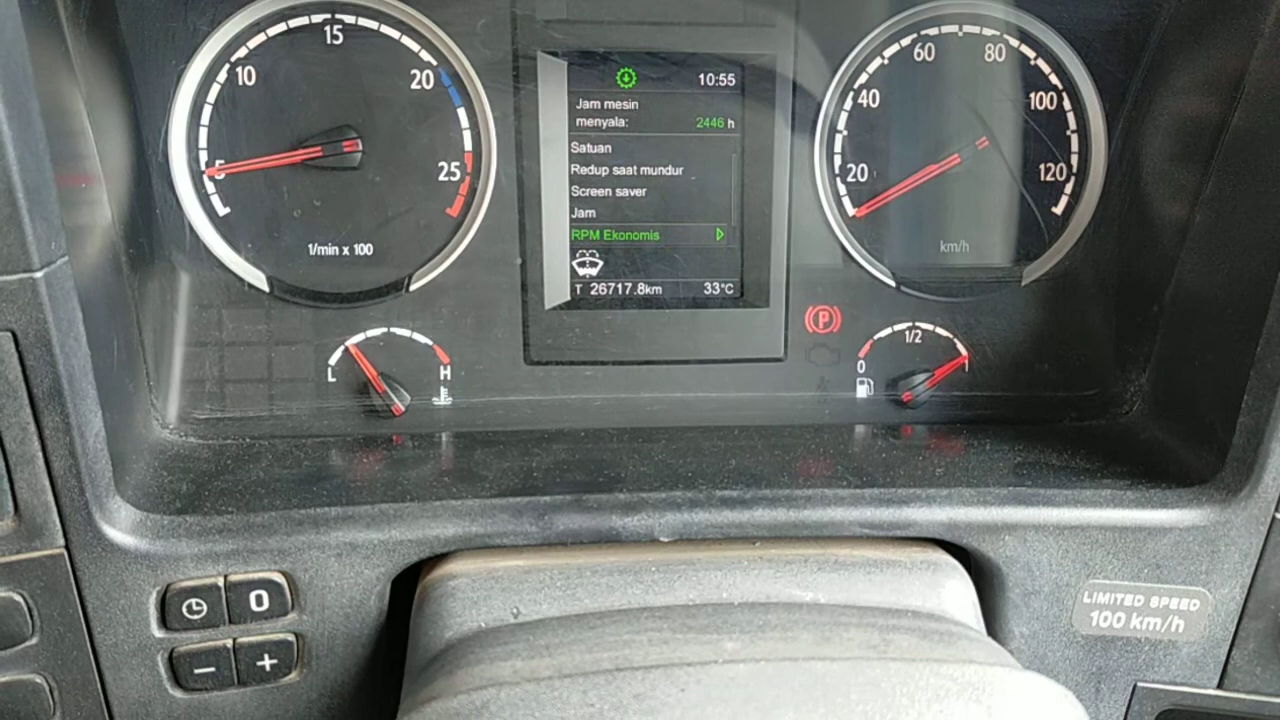 15
10
20
5
25
1/min x 100
10:55
Jam mesin
menyala: 2446 h
Satuan
Redup saat mundur
Screen saver
Jam
RPM Ekonomis
T 26717.8km 33°C
60
80
40
100
20
120
km/h
L
H
P
0
1/2
1
0
-
+
LIMITED SPEED
100 km/h